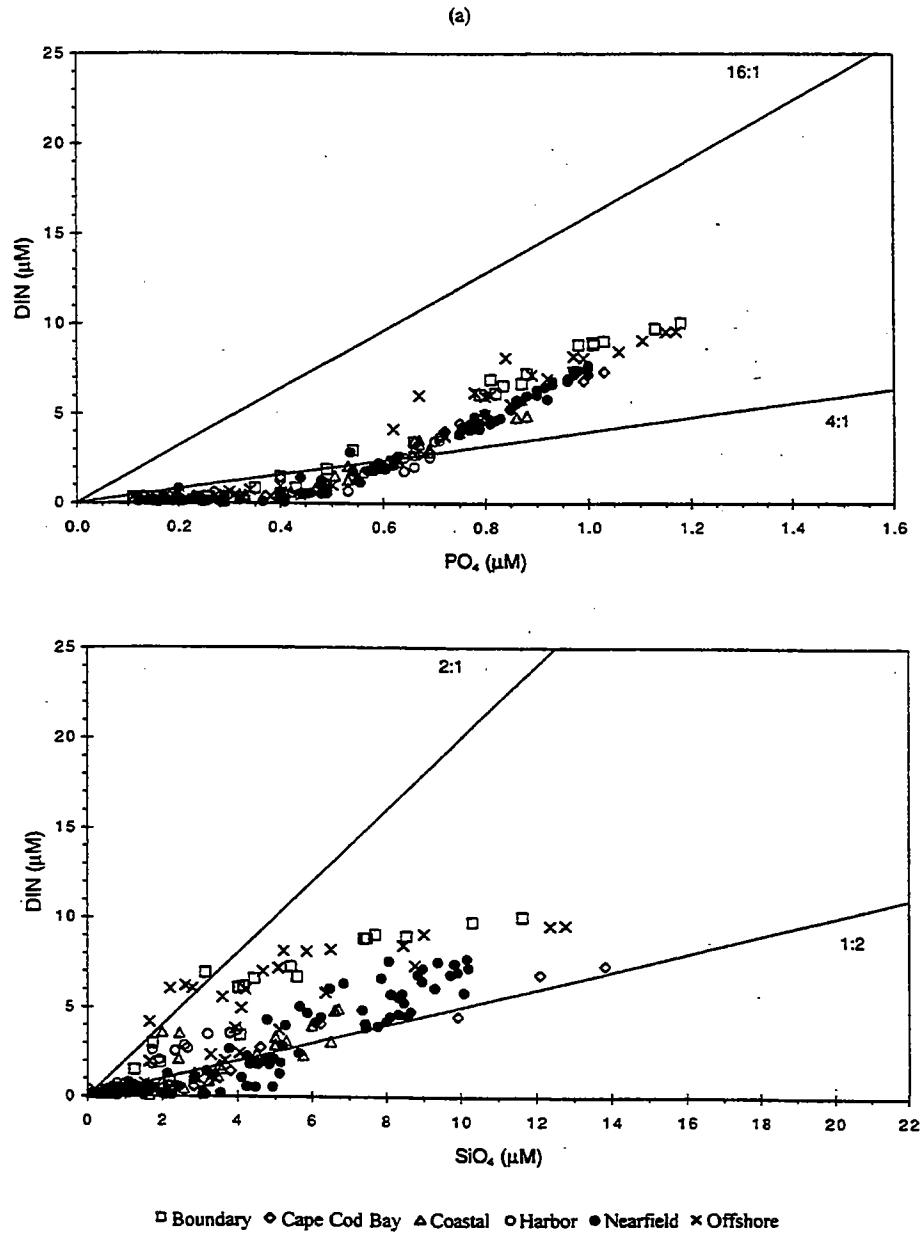 (a)
25
20
15
10
5
0
DIN (μM)
16:1
4:1
0.0 0.2 0.4 0.6 0.8 1.0 1.2 1.4 1.6
PO₄ (μM)
25
20
15
10
5
0
DIN (μM)
2:1
1:2
0 2 4 6 8 10 12 14 16 18 20 22
SiO₄ (μM)
□ Boundary ◇ Cape Cod Bay △ Coastal ○ Harbor ● Nearfield × Offshore